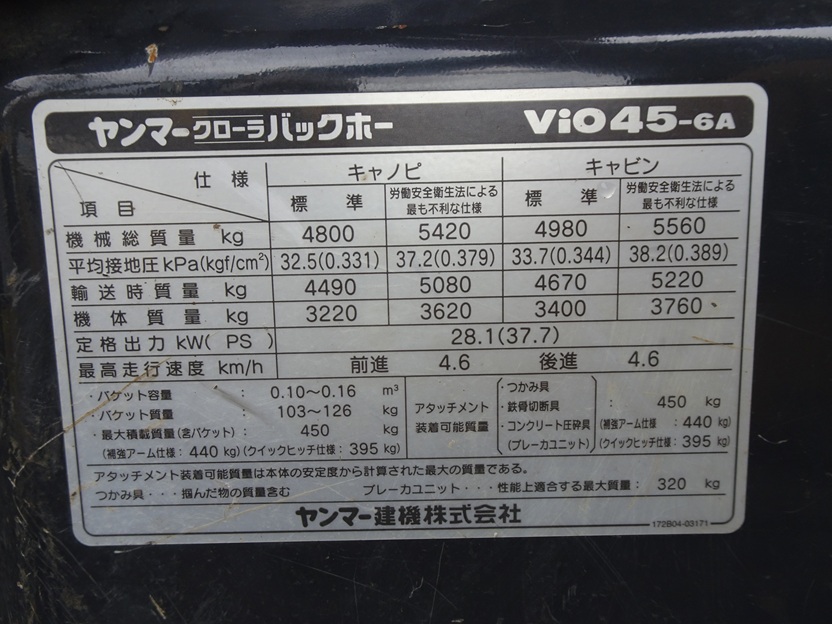 ヤンマークローラバックホー ViO45-6A
仕様 キャノピ キャビン
項目 標準 労働安全衛生法による最も不利な仕様 標準 労働安全衛生法による最も不利な仕様
機械総質量 kg 4800 5420 4980 5560
平均接地圧 kPa(kgf/cm²) 32.5(0.331) 37.2(0.379) 33.7(0.344) 38.2(0.389)
輸送時質量 kg 4490 5080 4670 5220
機体質量 kg 3220 3620 3400 3760
定格出力 kW(PS) 28.1(37.7)
最高走行速度 km/h 前進 4.6 後進 4.6
・バケット容量 : 0.10〜0.16 m³
・バケット質量 : 103〜126 kg
・最大積載質量(含バケット) : 450 kg
(補強アーム仕様: 440 kg)(クイックヒッチ仕様: 395 kg)
アタッチメント装着可能質量
・つかみ具
・鉄骨切断具
・コンクリート圧砕具
(ブレーカユニット)
: 450 kg
(補強アーム仕様 : 440 kg)
(クイックヒッチ仕様 : 395 kg)
アタッチメント装着可能質量は本体の安定度から計算された最大の質量である。
つかみ具・・・掴んだ物の質量含む ブレーカユニット・・・性能上適合する最大質量: 320 kg
ヤンマー建機株式会社
172B04-03171